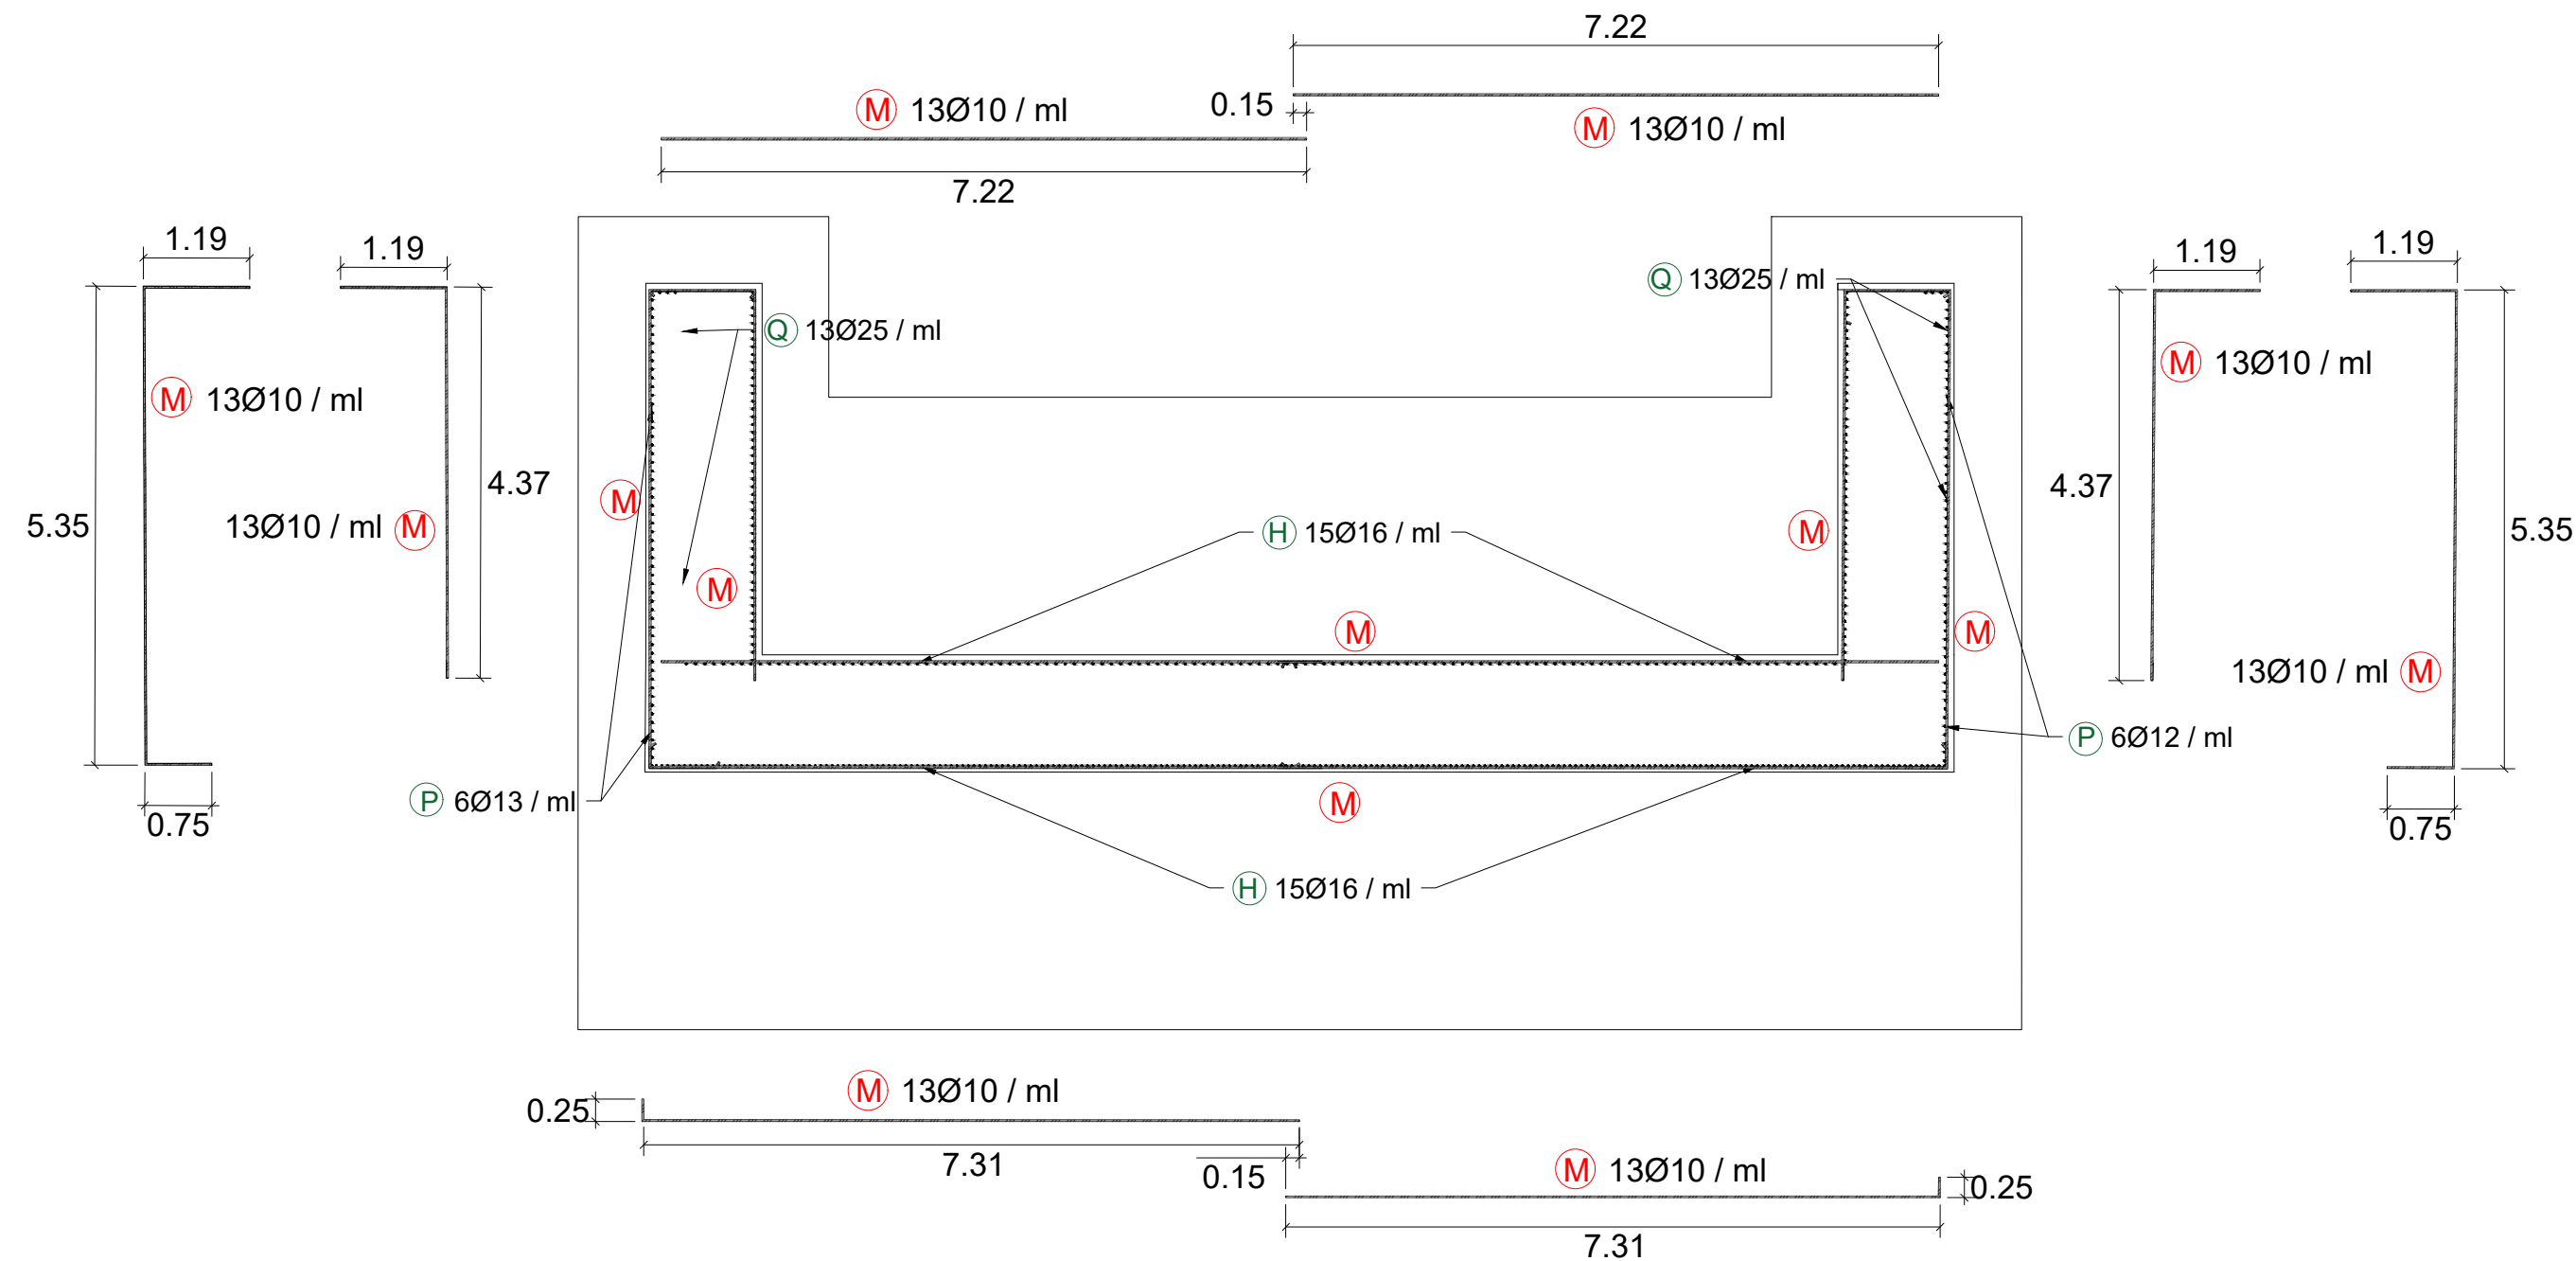 7.22
M 13Ø10 / ml
0.15
M 13Ø10 / ml
7.22
1.19
1.19
1.19
1.19
Q 13Ø25 / ml
Q 13Ø25 / ml
M 13Ø10 / ml
M 13Ø10 / ml
4.37
4.37
M
5.35
13Ø10 / ml M
H 15Ø16 / ml
M
5.35
M
M
M
13Ø10 / ml M
P 6Ø12 / ml
P 6Ø13 / ml
M
0.75
0.75
H 15Ø16 / ml
0.25
M 13Ø10 / ml
7.31
0.15
M 13Ø10 / ml
0.25
7.31